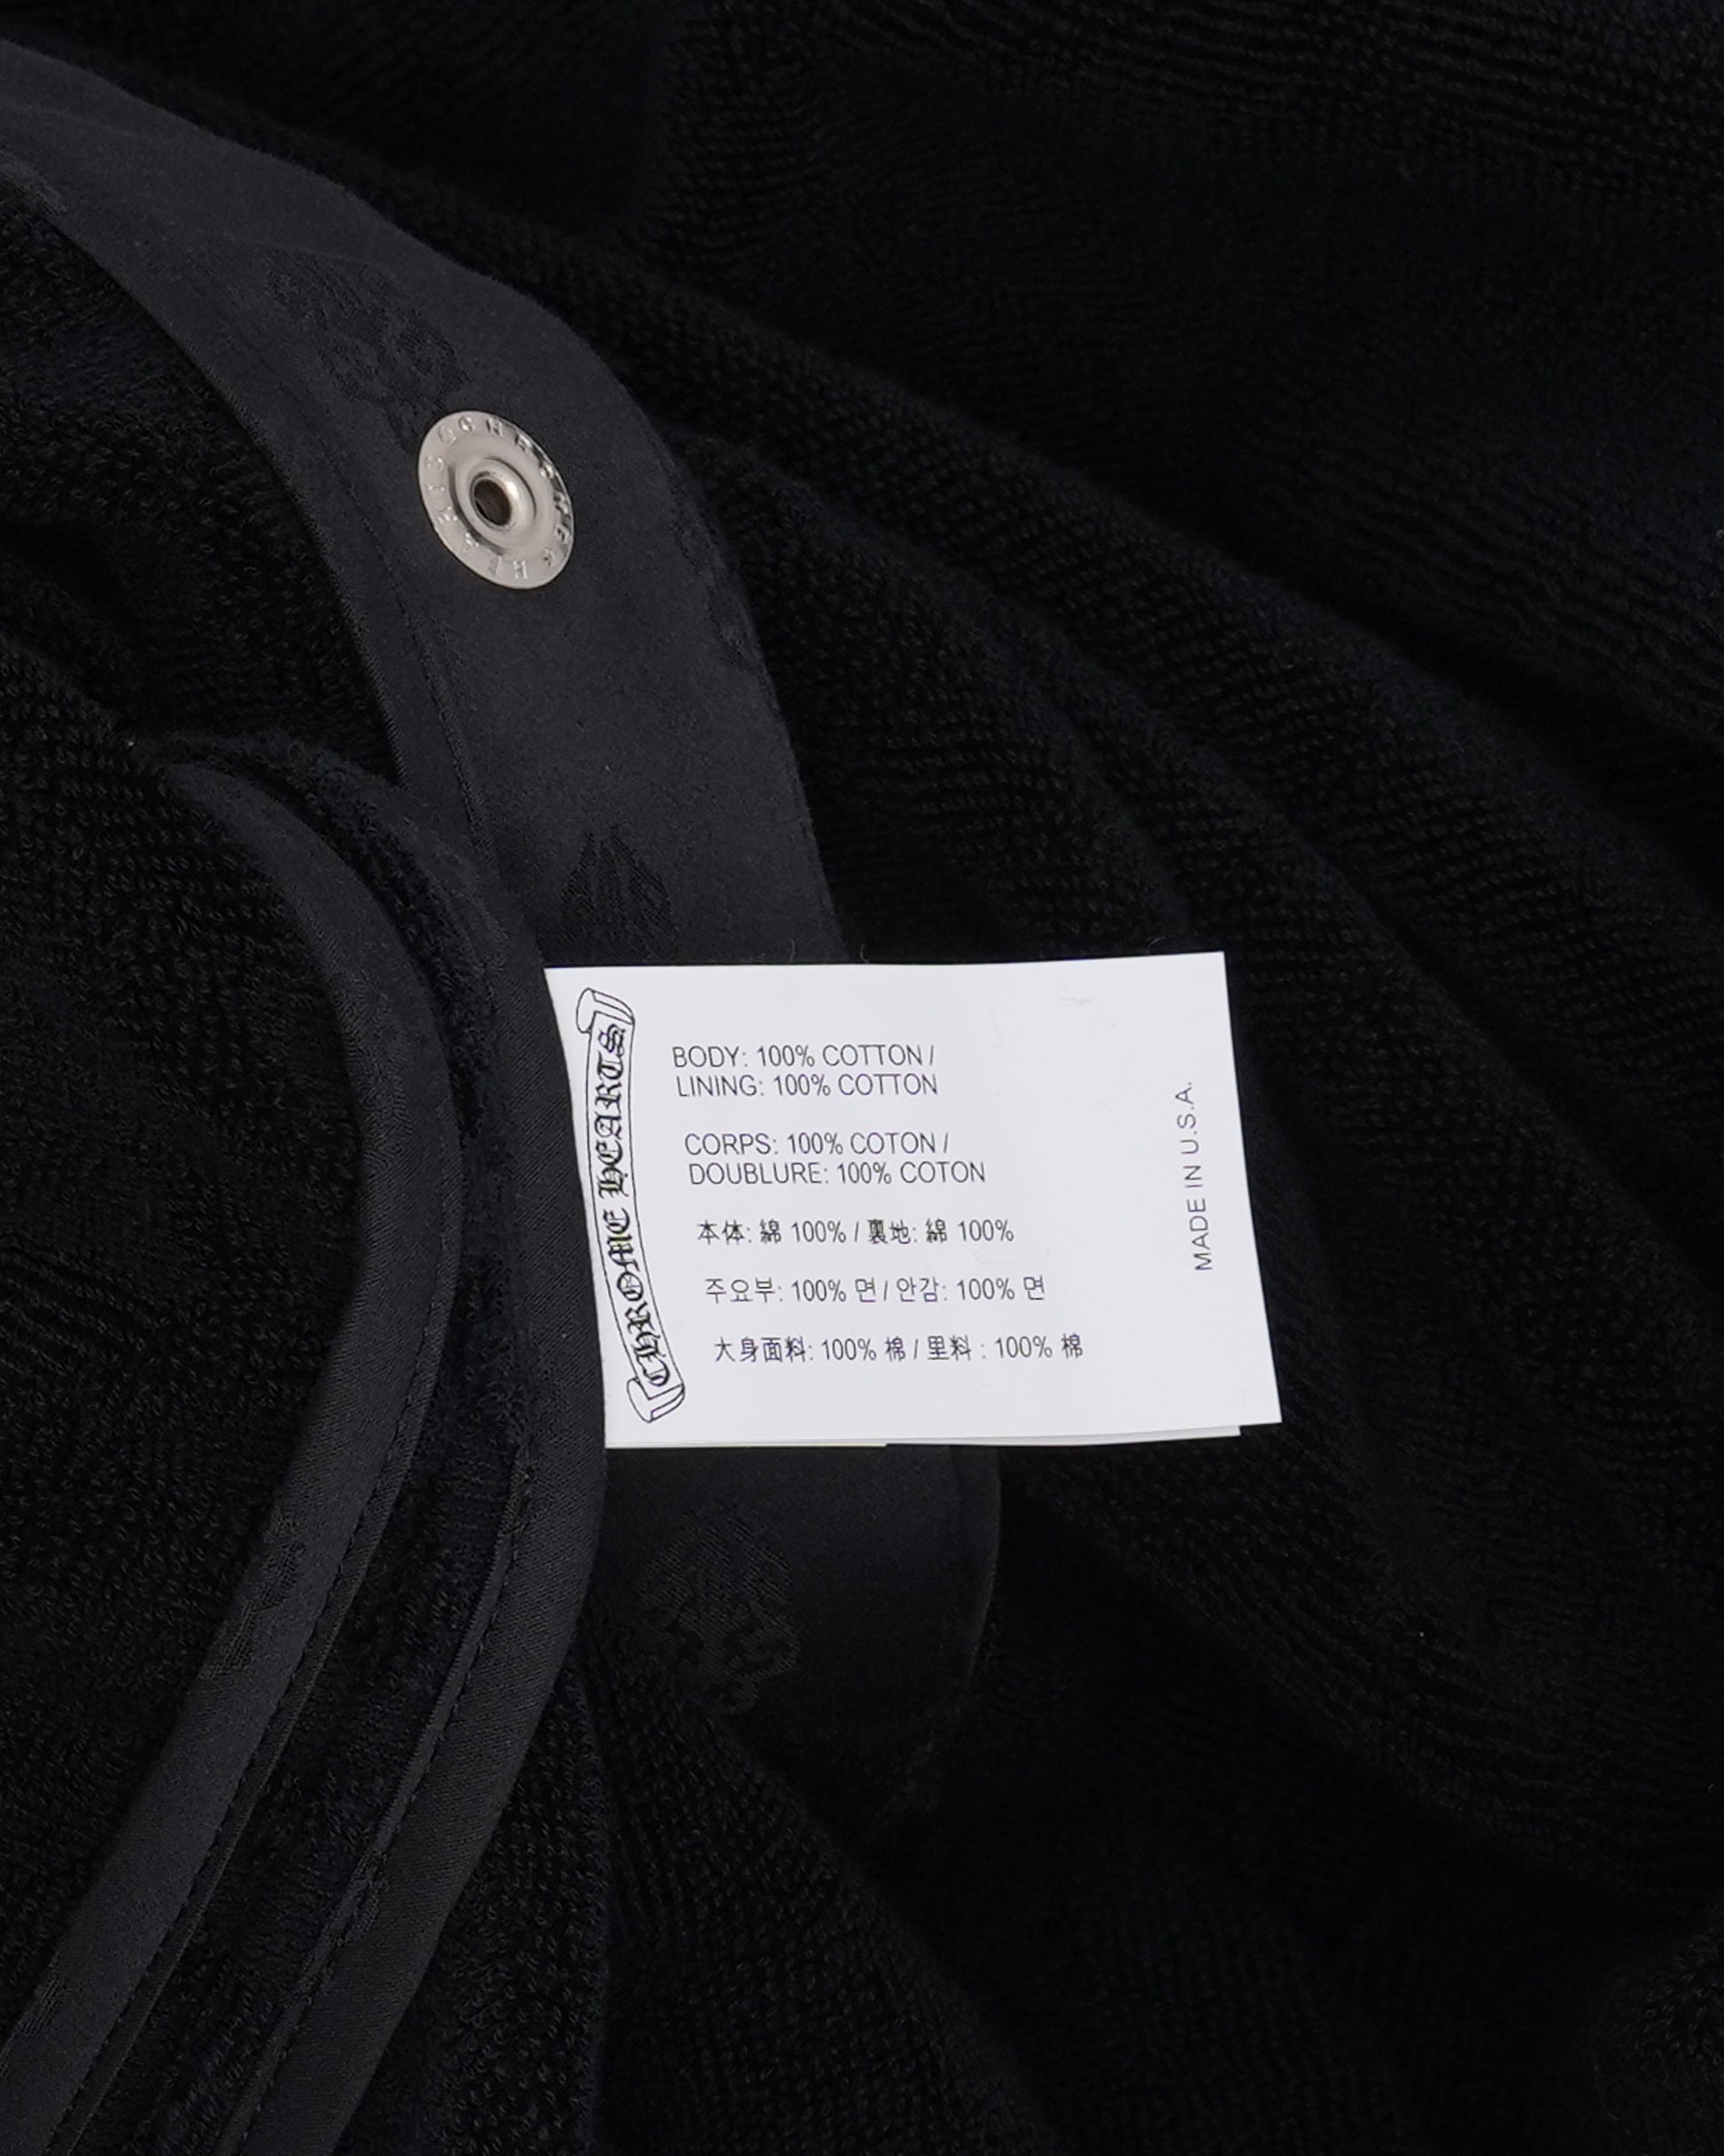 CHROME HEARTS
BODY: 100% COTTON /
LINING: 100% COTTON
CORPS: 100% COTON /
DOUBLURE: 100% COTON
本体: 綿 100% / 裏地: 綿 100%
주요부: 100% 면 / 안감: 100% 면
大身面料: 100% 棉 / 里料 : 100% 棉
MADE IN U.S.A.